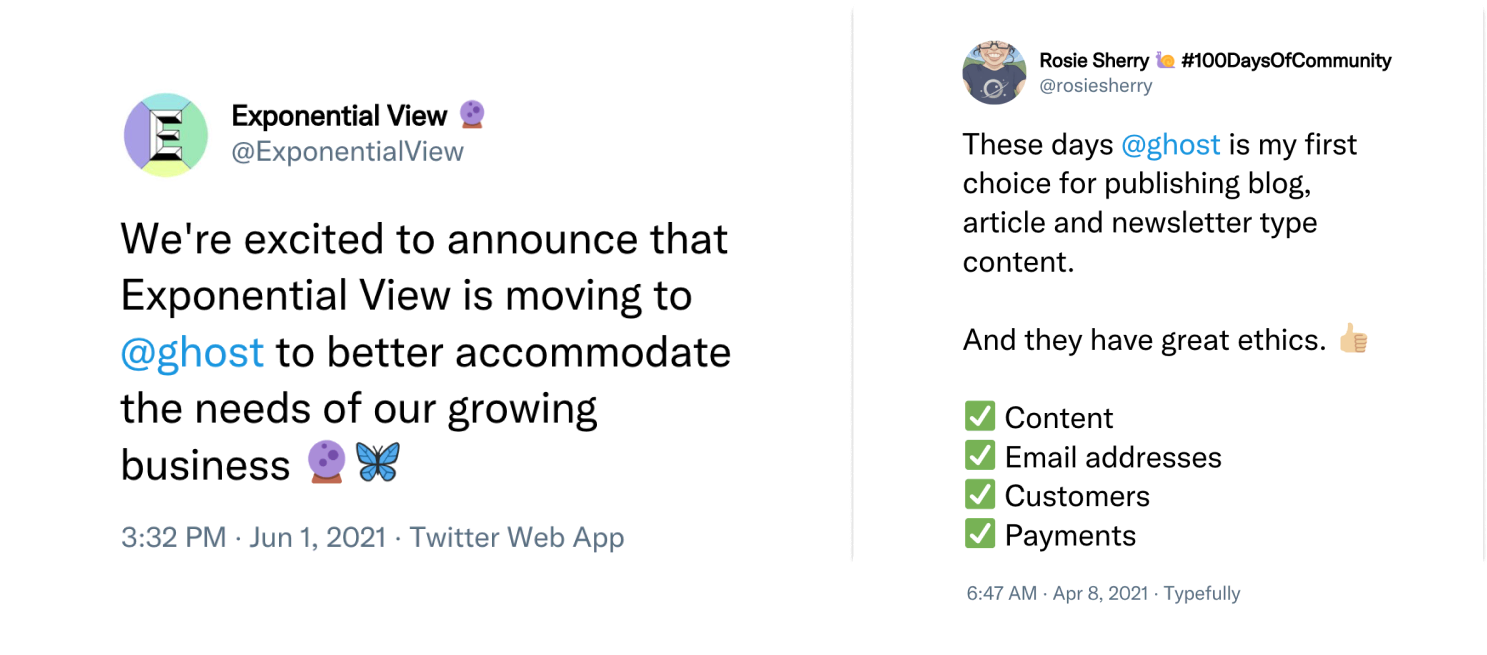 Exponential View 🔮
@ExponentialView
We're excited to announce that
Exponential View is moving to
@ghost to better accommodate
the needs of our growing
business 🔮🦋
3:32 PM · Jun 1, 2021 · Twitter Web App
Rosie Sherry 🐌 #100DaysOfCommunity
@rosiesherry
These days @ghost is my first
choice for publishing blog,
article and newsletter type
content.
And they have great ethics. 👍🏼
✅ Content
✅ Email addresses
✅ Customers
✅ Payments
6:47 AM · Apr 8, 2021 · Typefully